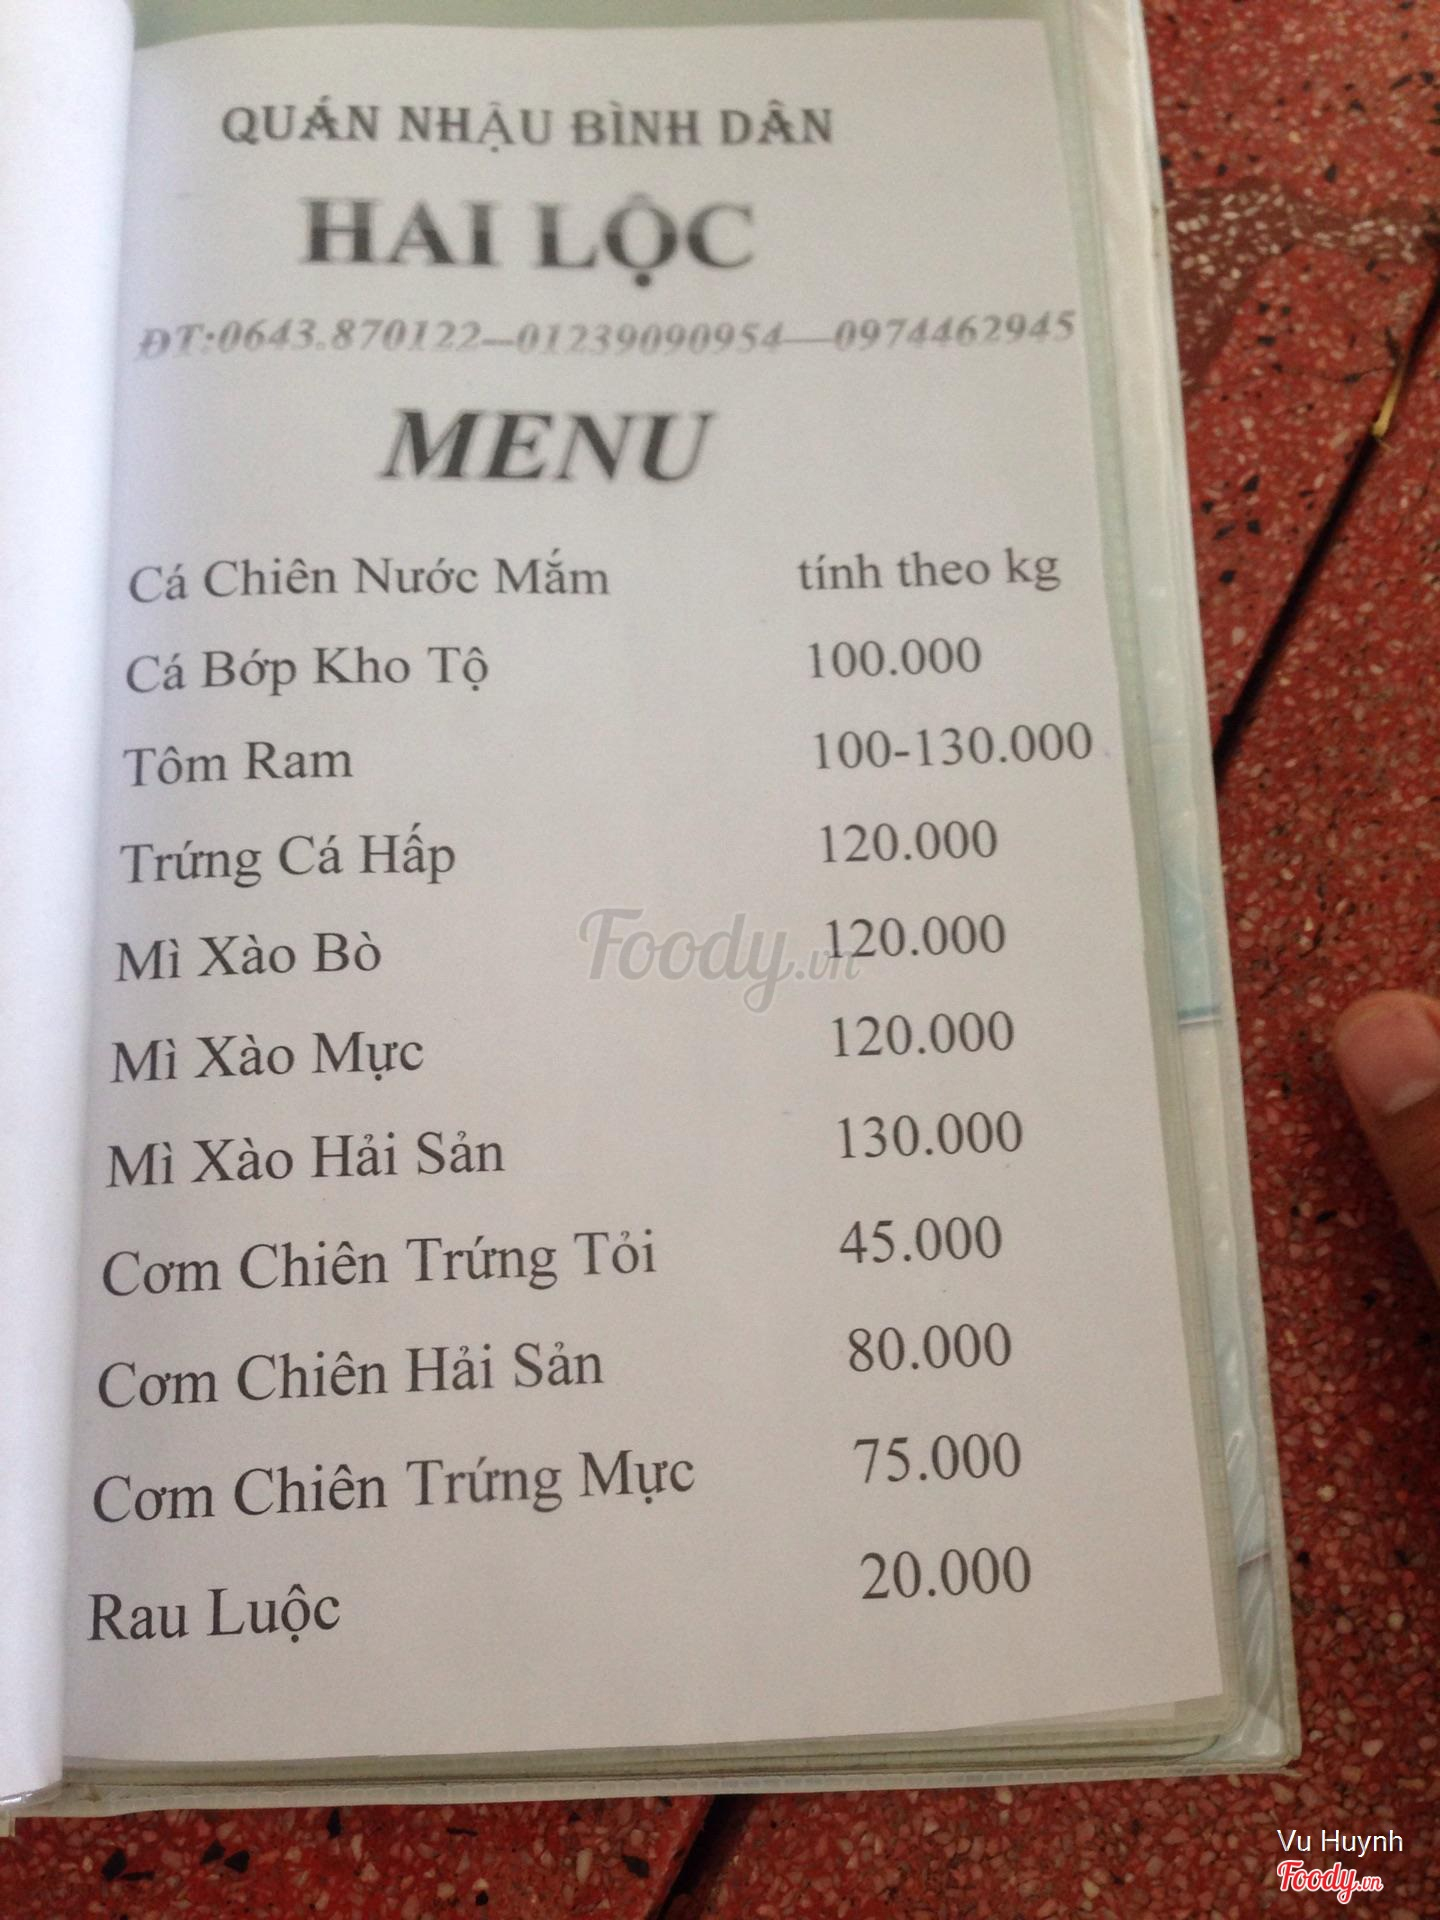 QUÁN NHẬU BÌNH DÂN
HAI LỘC
ĐT:0643.870122—01239090954—0974462945
MENU
Cá Chiên Nước Mắm tính theo kg
Cá Bớp Kho Tộ 100.000
Tôm Ram 100-130.000
Trứng Cá Hấp 120.000
Mì Xào Bò 120.000
Mì Xào Mực 120.000
Mì Xào Hải Sản 130.000
Cơm Chiên Trứng Tỏi 45.000
Cơm Chiên Hải Sản 80.000
Cơm Chiên Trứng Mực 75.000
Rau Luộc 20.000
Foody.vn
Vu Huynh
Foody.vn